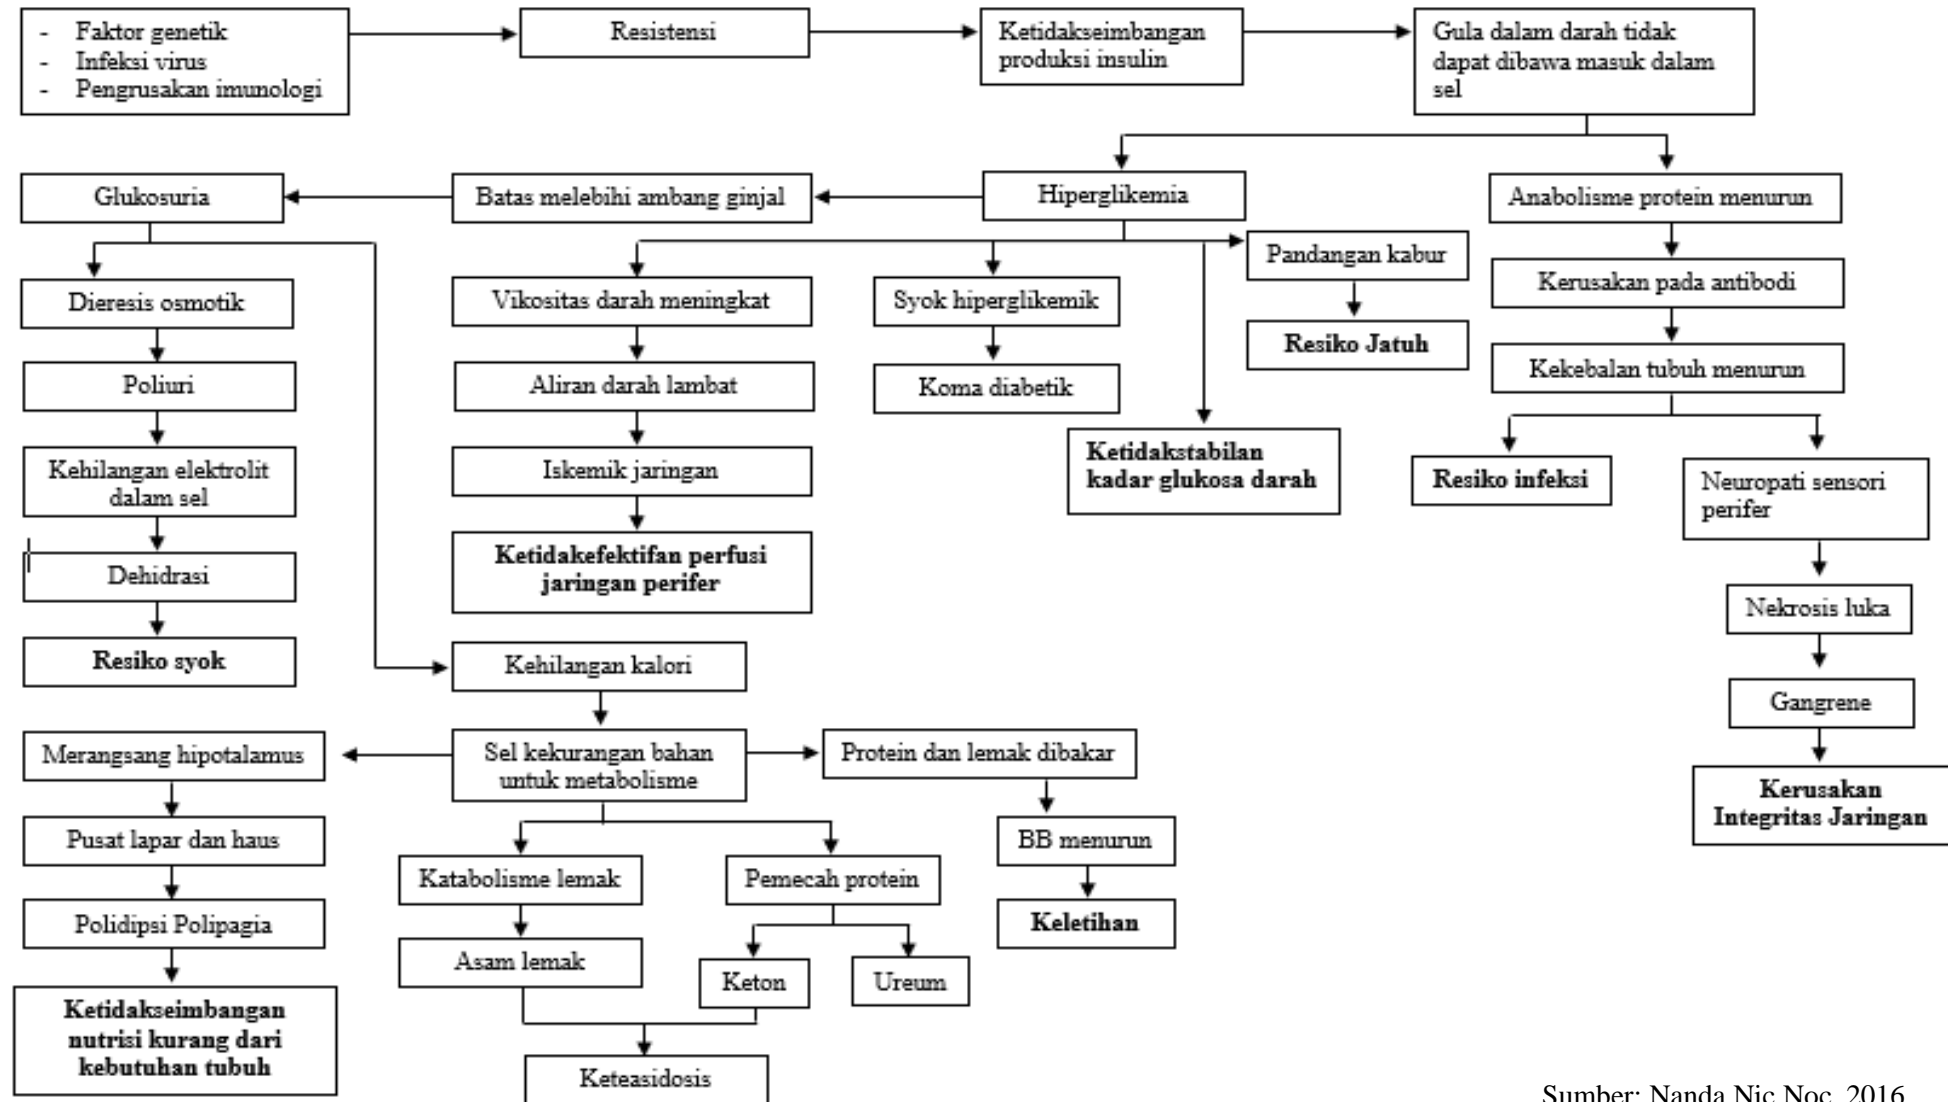 - Faktor genetik
- Infeksi virus
- Pengrusakan imunologi
Resistensi
Ketidakseimbangan
produksi insulin
Gula dalam darah tidak
dapat dibawa masuk dalam
sel
Glukosuria
Batas melebihi ambang ginjal
Hiperglikemia
Anabolisme protein menurun
Dieresis osmotik
Vikositas darah meningkat
Syok hiperglikemik
Pandangan kabur
Kerusakan pada antibodi
Resiko Jatuh
Poliuri
Aliran darah lambat
Koma diabetik
Kekebalan tubuh menurun
Kehilangan elektrolit
dalam sel
Iskemik jaringan
Ketidakstabilan
kadar glukosa darah
Resiko infeksi
Neuropati sensori
perifer
Dehidrasi
Ketidakefektifan perfusi
jaringan perifer
Nekrosis luka
Resiko syok
Kehilangan kalori
Gangrene
Merangsang hipotalamus
Sel kekurangan bahan
untuk metabolisme
Protein dan lemak dibakar
Kerusakan
Integritas Jaringan
Pusat lapar dan haus
Katabolisme lemak
Pemecah protein
BB menurun
Polidipsi Polipagia
Asam lemak
Keton
Ureum
Keletihan
Ketidakseimbangan
nutrisi kurang dari
kebutuhan tubuh
Keteasidosis
Sumber: Nanda Nic Noc, 2016